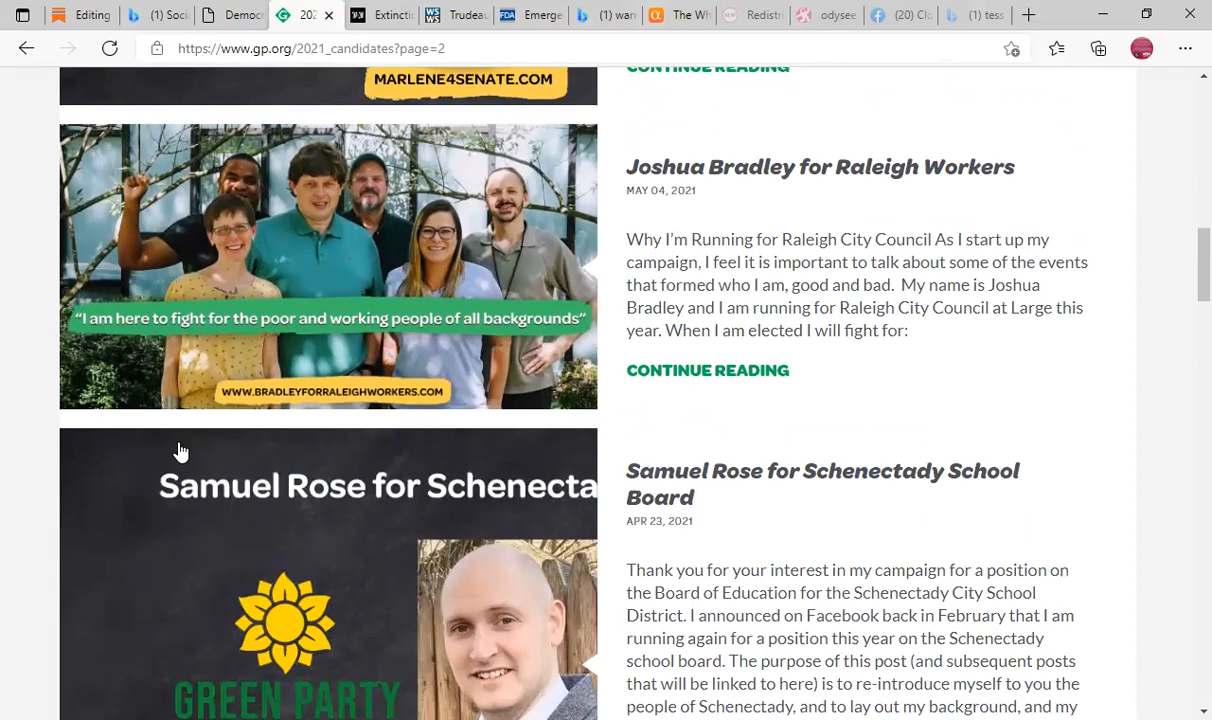 Editing
(1) Soci
Democr
202
Extinctio
Trudeau
FDA
Emerge
(1) warr
The Wh
Redistri
odysee
(20) Clo
(1) tess
https://www.gp.org/2021_candidates?page=2
MARLENE4SENATE.COM
CONTINUE READING
"I am here to fight for the poor and working people of all backgrounds"
WWW.BRADLEYFORRALEIGHWORKERS.COM
Joshua Bradley for Raleigh Workers
MAY 04, 2021
Why I'm Running for Raleigh City Council As I start up my
campaign, I feel it is important to talk about some of the events
that formed who I am, good and bad.  My name is Joshua
Bradley and I am running for Raleigh City Council at Large this
year. When I am elected I will fight for:
CONTINUE READING
Samuel Rose for Schenecta
GREEN PARTY
Samuel Rose for Schenectady School
Board
APR 23, 2021
Thank you for your interest in my campaign for a position on
the Board of Education for the Schenectady City School
District. I announced on Facebook back in February that I am
running again for a position this year on the Schenectady
school board. The purpose of this post (and subsequent posts
that will be linked to here) is to re-introduce myself to you the
people of Schenectady, and to lay out my background, and my